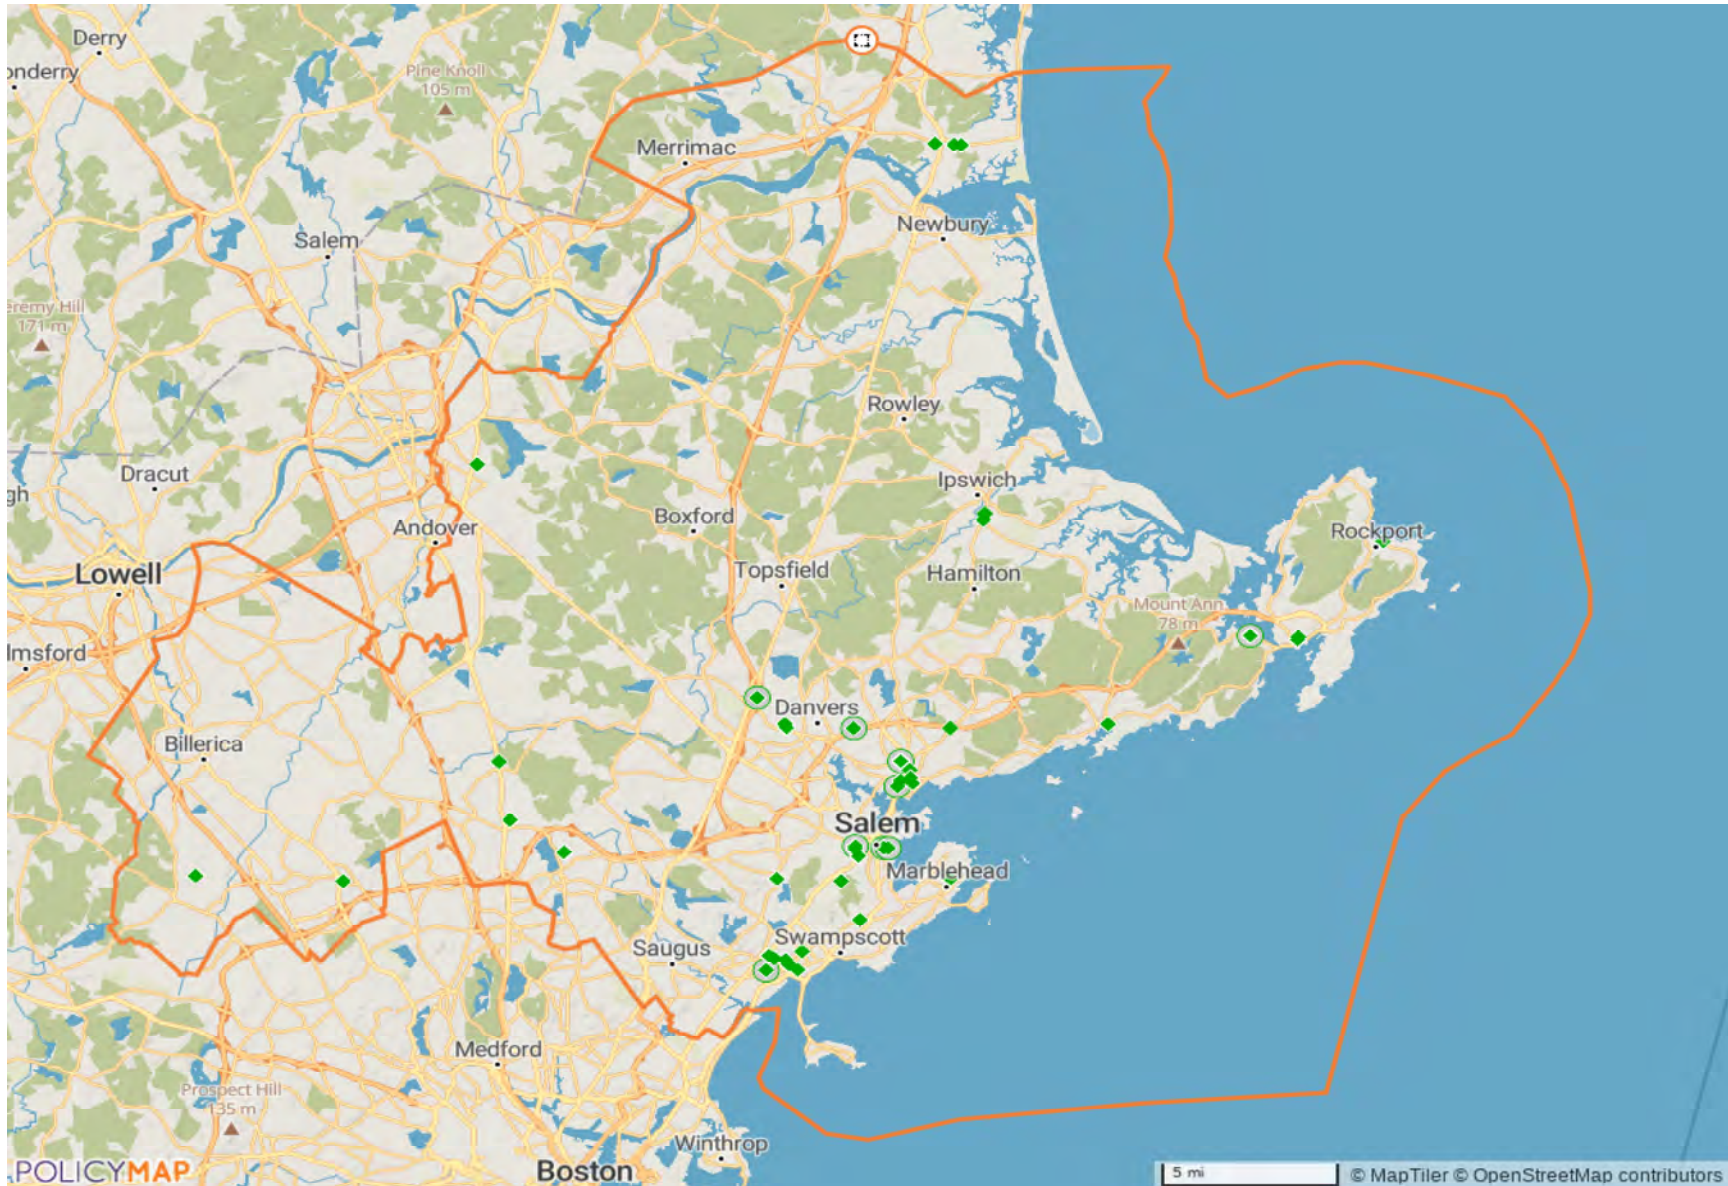 Derry
onderry
Pine Knoll
105 m
Merrimac
Newbury
Salem
eremy Hill
171 m
Rowley
Dracut
gh
Ipswich
Andover
Boxford
Rockport
Lowell
Topsfield
Hamilton
Mount Ann
78 m
lmsford
Danvers
Billerica
Salem
Marblehead
Swampscott
Saugus
Medford
Prospect Hill
135 m
Winthrop
Boston
POLICYMAP
5 mi
© MapTiler © OpenStreetMap contributors